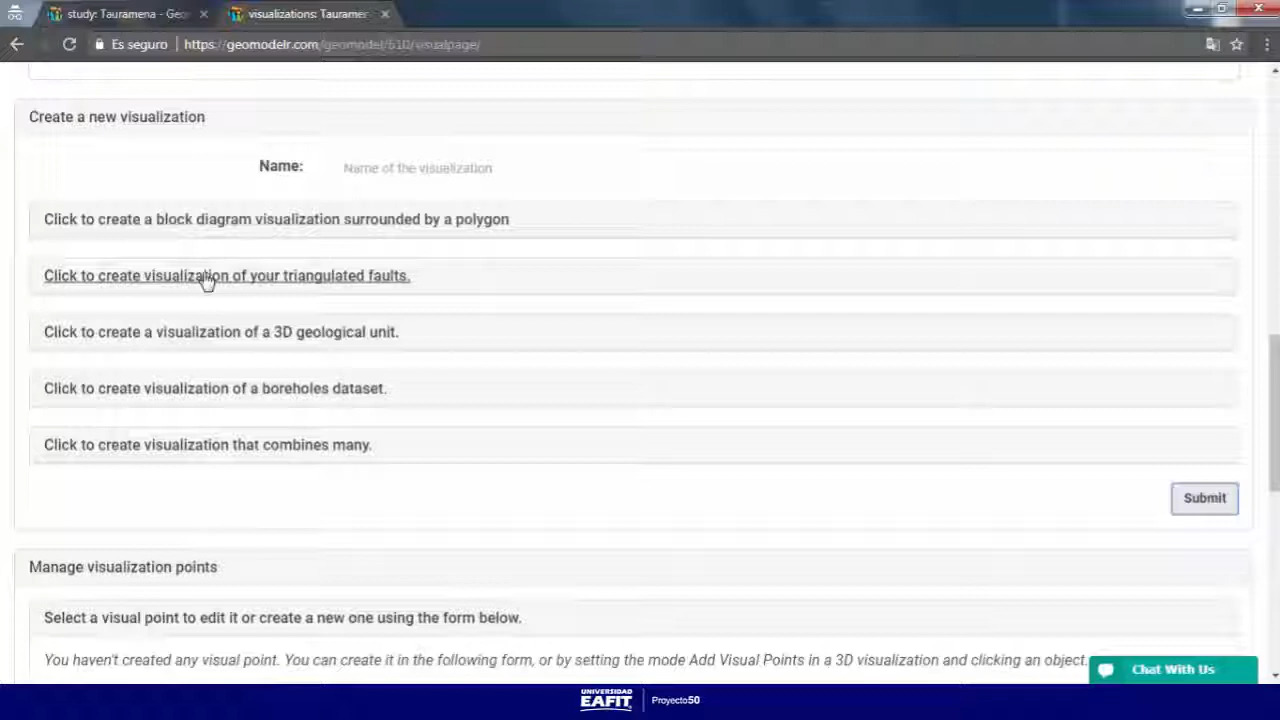 study: Tauramena - Geo
visualizations: Taurame
Es seguro
https://geomodelr.com/geomodel/510/visualpage/
Create a new visualization
Name:
Name of the visualization
Click to create a block diagram visualization surrounded by a polygon
Click to create visualization of your triangulated faults.
Click to create a visualization of a 3D geological unit.
Click to create visualization of a boreholes dataset.
Click to create visualization that combines many.
Submit
Manage visualization points
Select a visual point to edit it or create a new one using the form below.
You haven't created any visual point. You can create it in the following form, or by setting the mode Add Visual Points in a 3D visualization and clicking an object.
Chat With Us
UNIVERSIDAD
EAFIT
Proyecto50